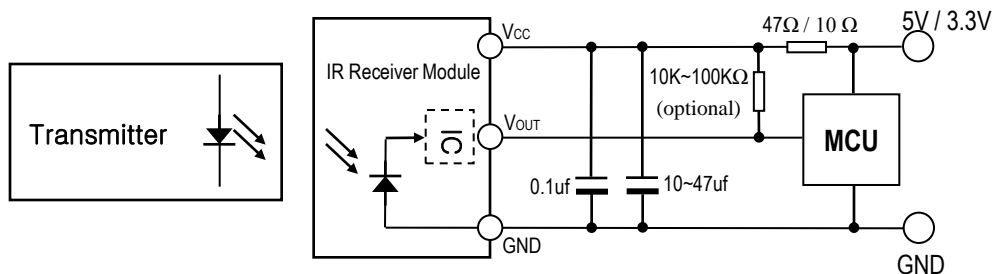 Transmitter
IR Receiver Module
IC
Vcc
VOUT
GND
0.1uf
10~47uf
10K~100KΩ
(optional)
47Ω / 10 Ω
5V / 3.3V
MCU
GND